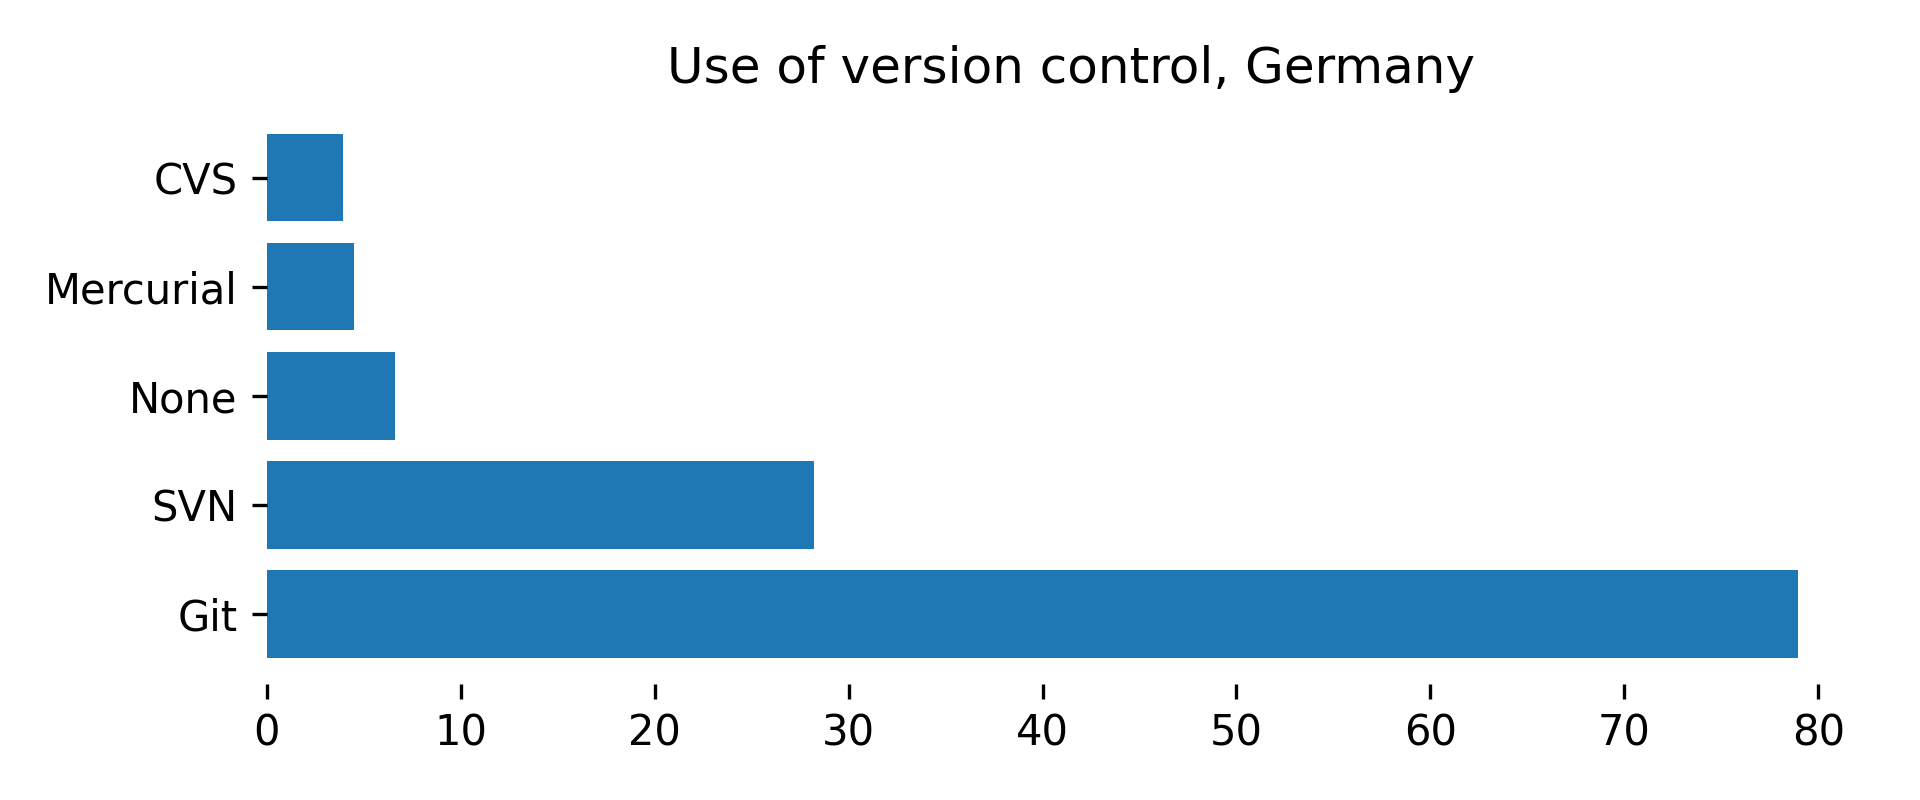 Use of version control, Germany
CVS
Mercurial
None
SVN
Git
0 10 20 30 40 50 60 70 80